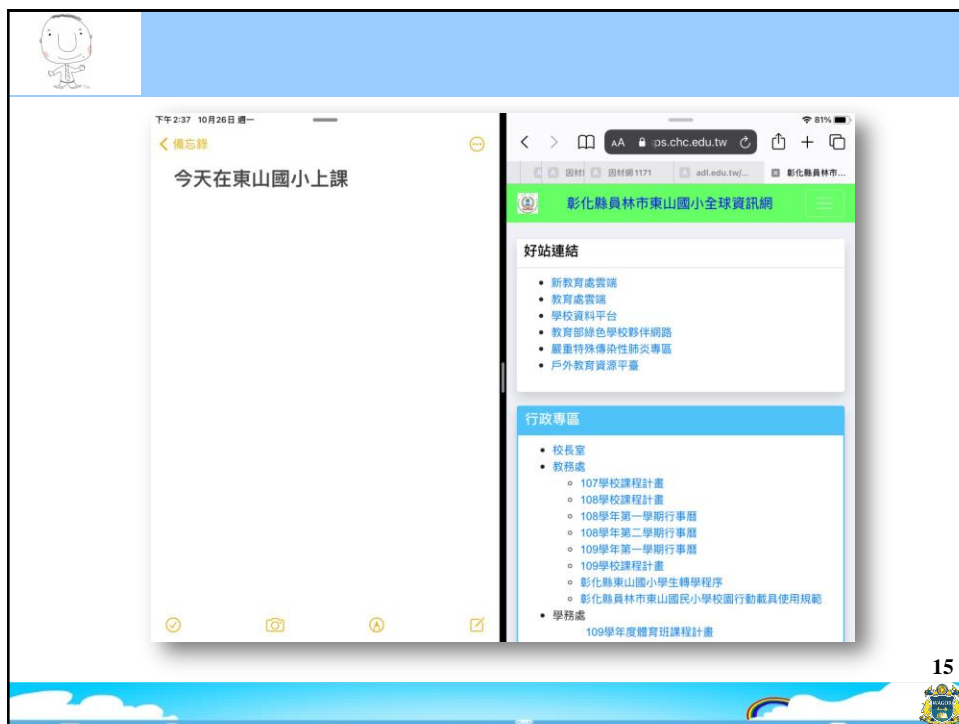 下午2:37 10月26日 週一
備忘錄
今天在東山國小上課
81%
AA
ps.chc.edu.tw
因材網1171
adl.edu.tw/...
彰化縣員林市...
彰化縣員林市東山國小全球資訊網
好站連結
新教育處雲端
教育處雲端
學校資料平台
教育部綠色學校夥伴網路
嚴重特殊傳染性肺炎專區
戶外教育資源平臺
行政專區
校長室
教務處
107學校課程計畫
108學校課程計畫
108學年第一學期行事曆
108學年第二學期行事曆
109學年第一學期行事曆
109學校課程計畫
彰化縣東山國小學生轉學程序
彰化縣員林市東山國民小學校園行動載具使用規範
學務處
109學年度體育班課程計畫
15